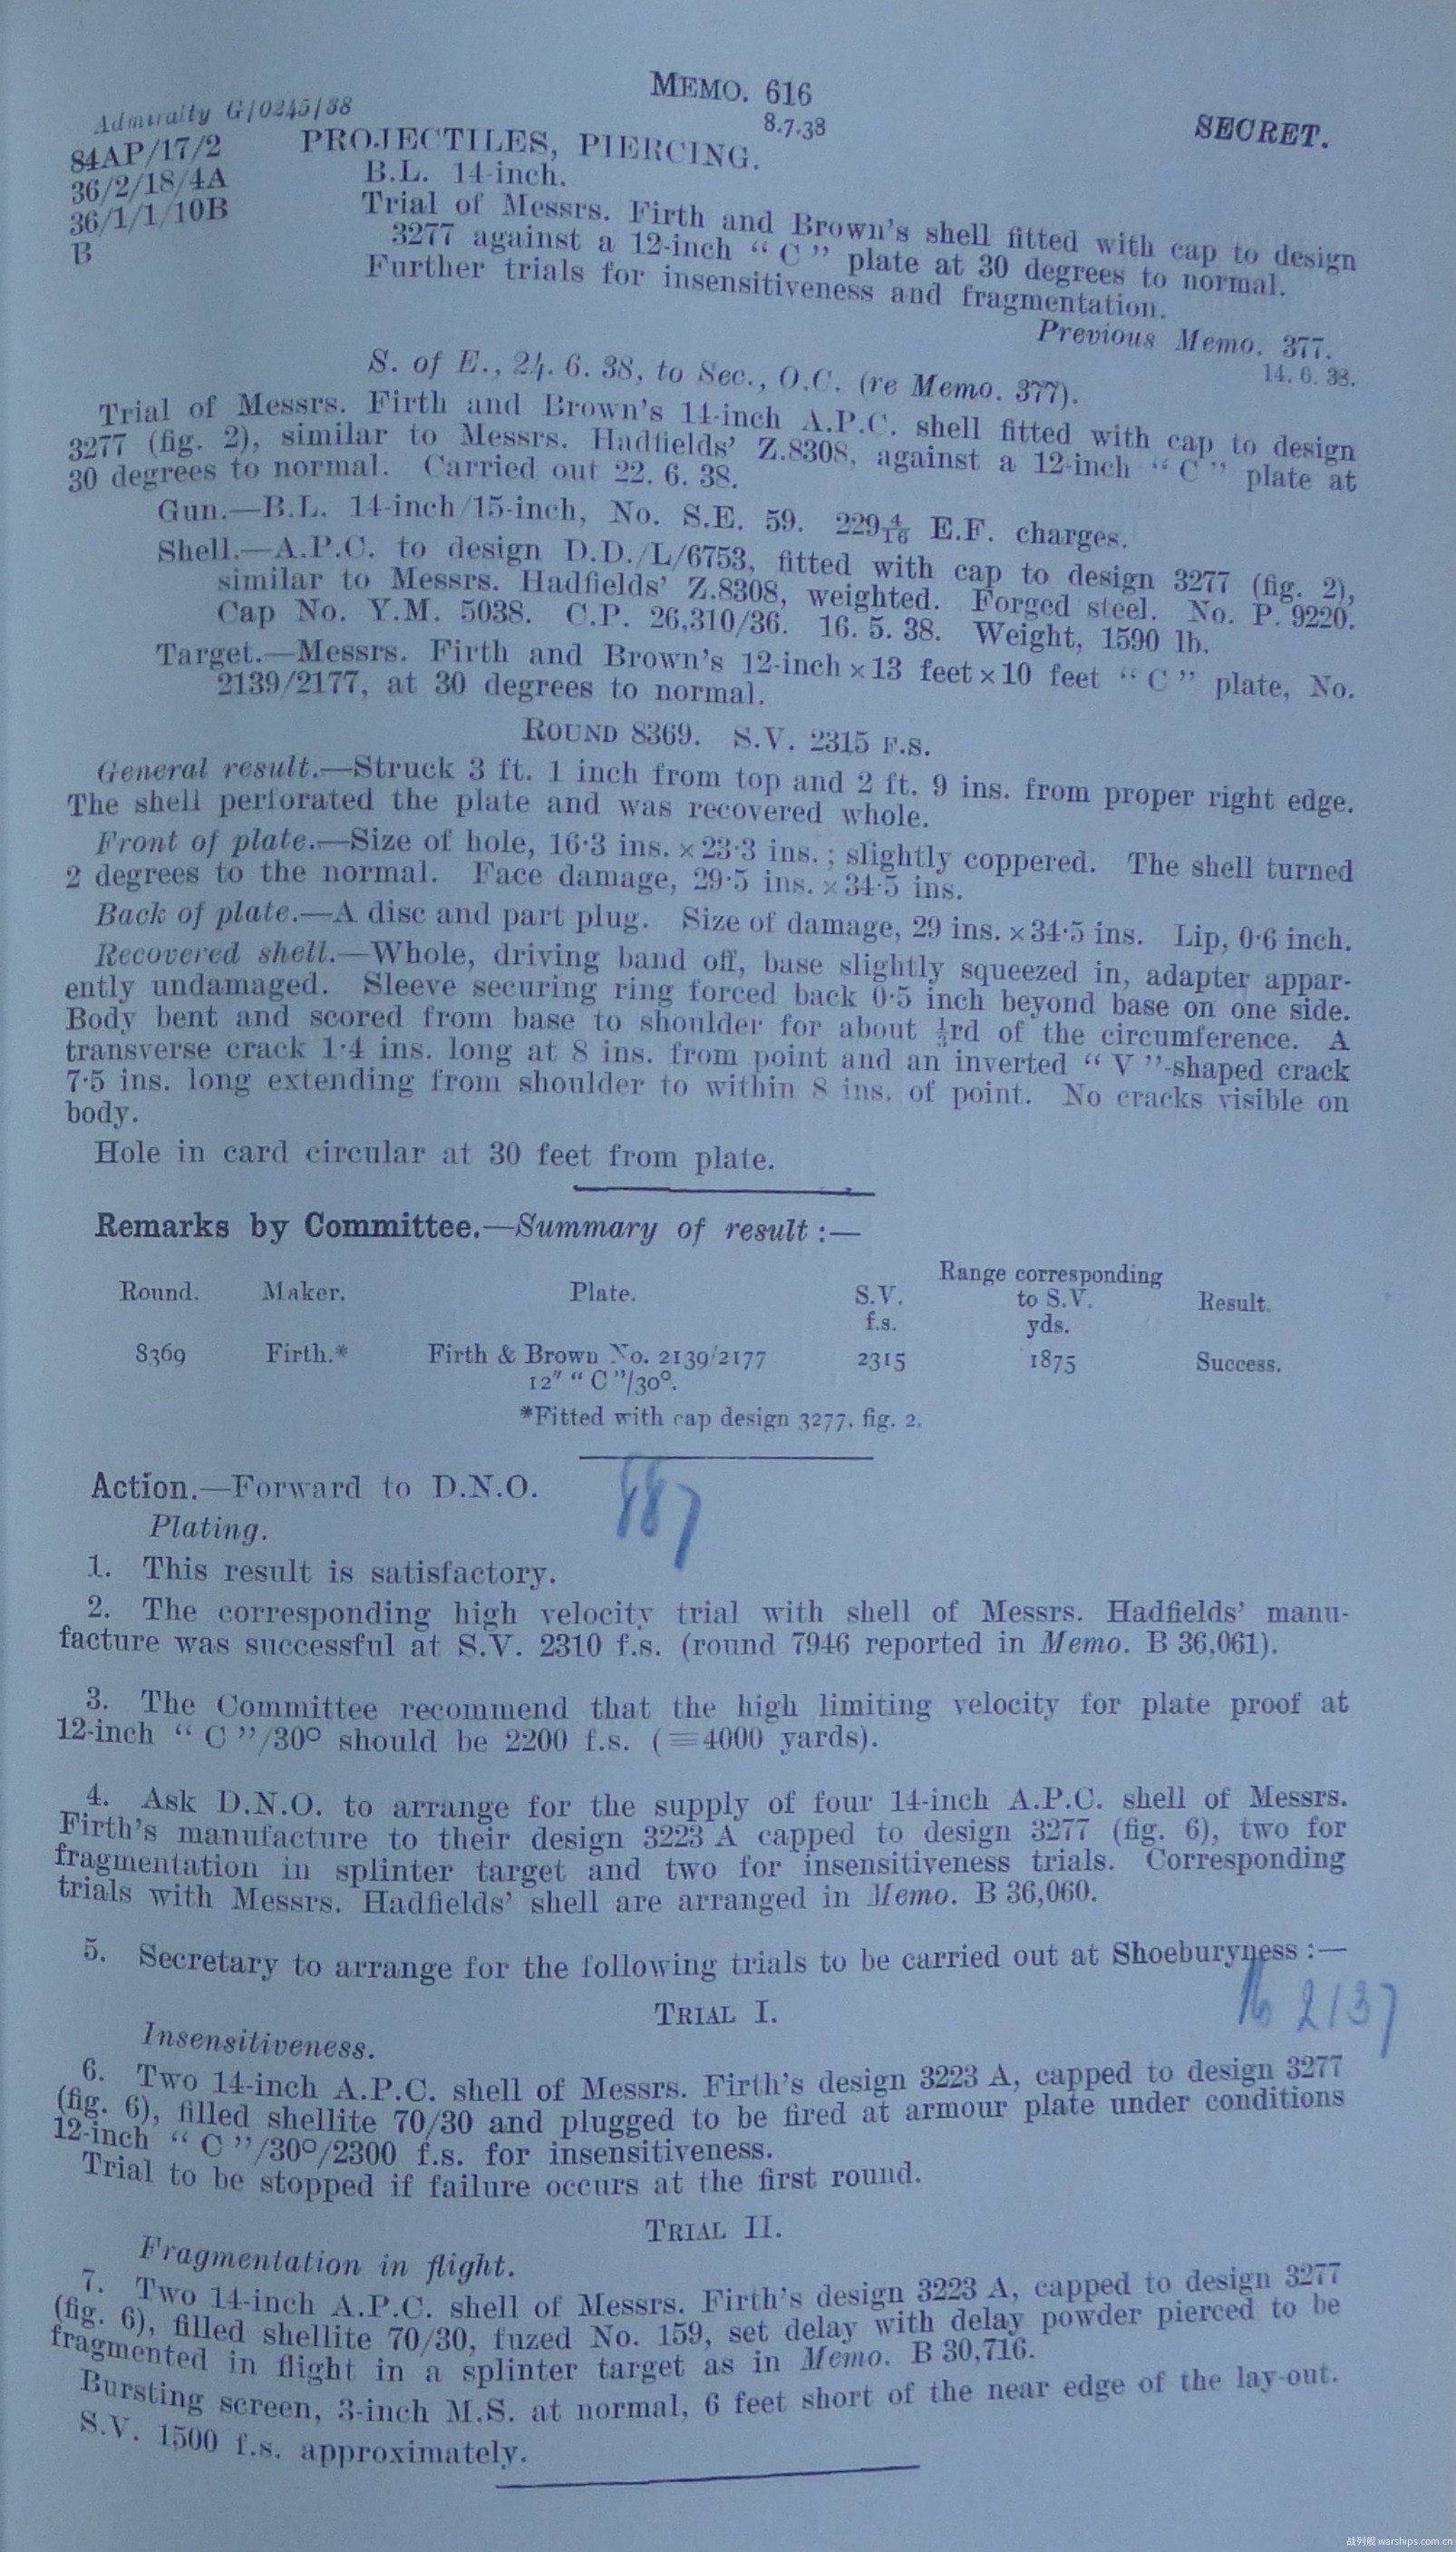 MEMO. 616
8.7.38
SECRET.
Admiralty G/0245/38
84AP/17/2
36/2/18/4A
36/1/1/10B
B
PROJECTILES, PIERCING.
B.L. 14-inch.
Trial of Messrs. Firth and Brown's shell fitted with cap to design
3277 against a 12-inch “ C ” plate at 30 degrees to normal.
Further trials for insensitiveness and fragmentation.
Previous Memo. 377.
14. 6. 38.
S. of E., 24. 6. 38, to Sec., O.C. (re Memo. 377).
Trial of Messrs. Firth and Brown's 14-inch A.P.C. shell fitted with cap to design
3277 (fig. 2), similar to Messrs. Hadfields' Z.8308, against a 12-inch “ C ” plate at
30 degrees to normal. Carried out 22. 6. 38.
Gun.—B.L. 14-inch/15-inch, No. S.E. 59. 229 4/16 E.F. charges.
Shell.—A.P.C. to design D.D./L/6753, fitted with cap to design 3277 (fig. 2),
similar to Messrs. Hadfields' Z.8308, weighted. Forged steel. No. P. 9220.
Cap No. Y.M. 5038. C.P. 26,310/36. 16. 5. 38. Weight, 1590 lb.
Target.—Messrs. Firth and Brown's 12-inch × 13 feet × 10 feet “ C ” plate, No.
2139/2177, at 30 degrees to normal.
ROUND 8369. S.V. 2315 F.S.
General result.—Struck 3 ft. 1 inch from top and 2 ft. 9 ins. from proper right edge.
The shell perforated the plate and was recovered whole.
Front of plate.—Size of hole, 16·3 ins. × 23·3 ins. ; slightly coppered. The shell turned
2 degrees to the normal. Face damage, 29·5 ins. × 34·5 ins.
Back of plate.—A disc and part plug. Size of damage, 29 ins. × 34·5 ins. Lip, 0·6 inch.
Recovered shell.—Whole, driving band off, base slightly squeezed in, adapter appar-
ently undamaged. Sleeve securing ring forced back 0·5 inch beyond base on one side.
Body bent and scored from base to shoulder for about ⅓rd of the circumference. A
transverse crack 1·4 ins. long at 8 ins. from point and an inverted “ V ”-shaped crack
7·5 ins. long extending from shoulder to within 8 ins. of point. No cracks visible on
body.
Hole in card circular at 30 feet from plate.
Remarks by Committee.—Summary of result :—
Round. Maker. Plate. S.V. f.s. Range corresponding to S.V. yds. Result.
8369 Firth.* Firth & Brown No. 2139/2177 2315 1875 Success.
12″ “ C ”/30°.
*Fitted with cap design 3277, fig. 2.
Action.—Forward to D.N.O.
887
Plating.
1. This result is satisfactory.
2. The corresponding high velocity trial with shell of Messrs. Hadfields' manu-
facture was successful at S.V. 2310 f.s. (round 7946 reported in Memo. B 36,061).
3. The Committee recommend that the high limiting velocity for plate proof at
12-inch “ C ”/30° should be 2200 f.s. (≡4000 yards).
4. Ask D.N.O. to arrange for the supply of four 14-inch A.P.C. shell of Messrs.
Firth's manufacture to their design 3223 A capped to design 3277 (fig. 6), two for
fragmentation in splinter target and two for insensitiveness trials. Corresponding
trials with Messrs. Hadfields' shell are arranged in Memo. B 36,060.
5. Secretary to arrange for the following trials to be carried out at Shoeburyness :—
2137
TRIAL I.
Insensitiveness.
6. Two 14-inch A.P.C. shell of Messrs. Firth's design 3223 A, capped to design 3277
(fig. 6), filled shellite 70/30 and plugged to be fired at armour plate under conditions
12-inch “ C ”/30°/2300 f.s. for insensitiveness.
Trial to be stopped if failure occurs at the first round.
TRIAL II.
Fragmentation in flight.
7. Two 14-inch A.P.C. shell of Messrs. Firth's design 3223 A, capped to design 3277
(fig. 6), filled shellite 70/30, fuzed No. 159, set delay with delay powder pierced to be
fragmented in flight in a splinter target as in Memo. B 30,716.
Bursting screen, 3-inch M.S. at normal, 6 feet short of the near edge of the lay-out.
S.V. 1500 f.s. approximately.
战列舰 warships.com.cn